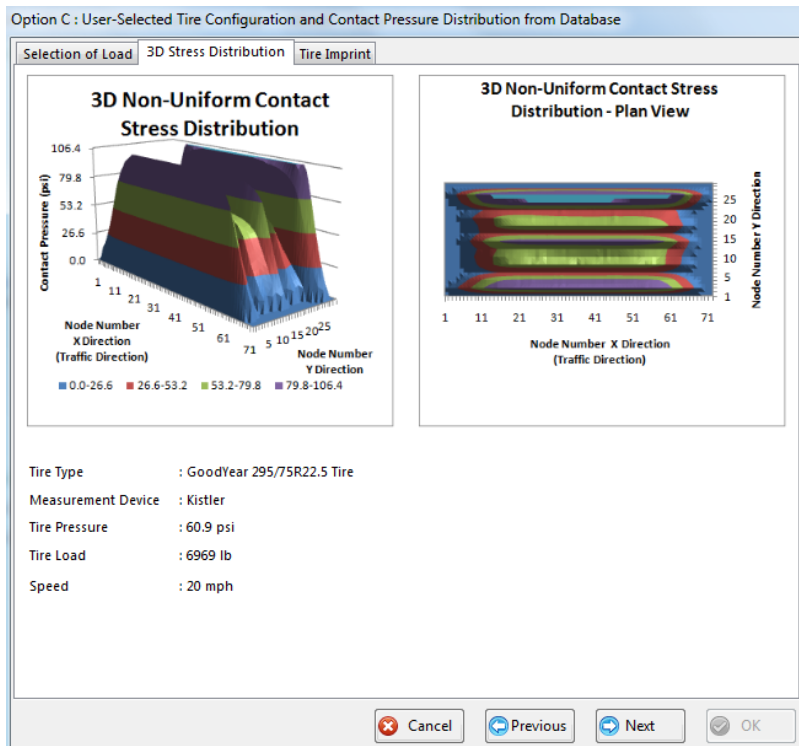 Option C : User-Selected Tire Configuration and Contact Pressure Distribution from Database
Selection of Load
3D Stress Distribution
Tire Imprint
3D Non-Uniform Contact
Stress Distribution
106.4
79.8
53.2
26.6
0.0
Contact Pressure (psi)
1
11
21
31
41
51
61
71
5 10 15 20 25
Node Number
X Direction
(Traffic Direction)
Node Number
Y Direction
0.0-26.6
26.6-53.2
53.2-79.8
79.8-106.4
3D Non-Uniform Contact Stress
Distribution - Plan View
25
20
15
10
5
1
Node Number Y Direction
1 11 21 31 41 51 61 71
Node Number X Direction
(Traffic Direction)
Tire Type : GoodYear 295/75R22.5 Tire
Measurement Device : Kistler
Tire Pressure : 60.9 psi
Tire Load : 6969 lb
Speed : 20 mph
Cancel
Previous
Next
OK